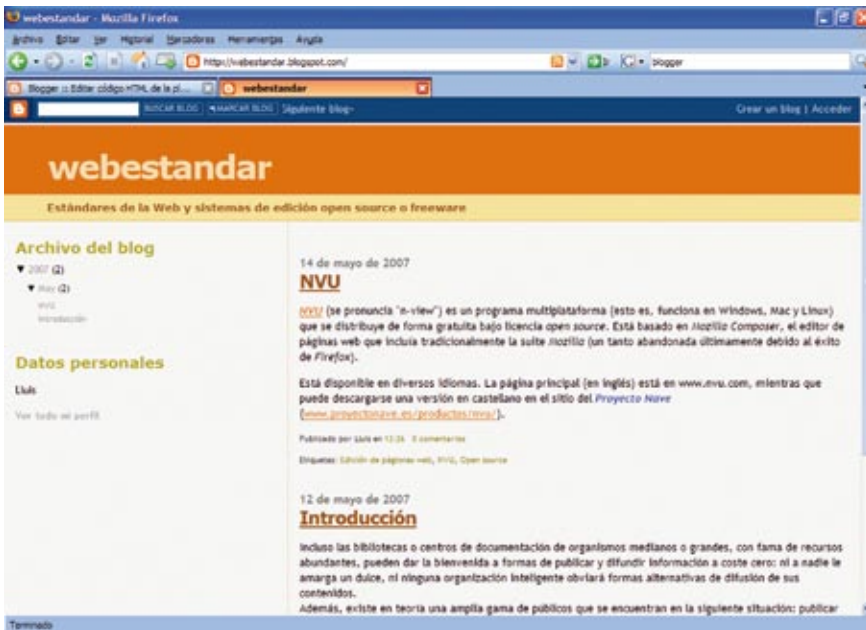 webestandar - Mozilla Firefox
Archivo Editar Ver Historial Marcadores Herramientas Ayuda
http://webestandar.blogspot.com/
blogger
Blogger :: Editar código HTML de la pl...
webestandar
BUSCAR BLOG MARCAR BLOG Siguiente blog»
Crear un blog | Acceder
webestandar
Estándares de la Web y sistemas de edición open source o freeware
Archivo del blog
▼ 2007 (2)
▼ May (2)
NVU
Introducción
Datos personales
Lluís
Ver todo mi perfil
14 de mayo de 2007
NVU
NVU (se pronuncia "n-view") es un programa multiplataforma (esto es, funciona en Windows, Mac y Linux)
que se distribuye de forma gratuita bajo licencia open source. Está basado en Mozilla Composer, el editor de
páginas web que incluía tradicionalmente la suite Mozilla (un tanto abandonada últimamente debido al éxito
de Firefox).
Está disponible en diversos idiomas. La página principal (en inglés) está en www.nvu.com, mientras que
puede descargarse una versión en castellano en el sitio del Proyecto Nave
(www.proyectonave.es/productos/nvu/).
Publicado por Lluís en 12:26 0 comentarios
Etiquetas: Edición de páginas web, NVU, Open source
12 de mayo de 2007
Introducción
Incluso las bibliotecas o centros de documentación de organismos medianos o grandes, con fama de recursos
abundantes, pueden dar la bienvenida a formas de publicar y difundir información a coste cero: ni a nadie le
amarga un dulce, ni ninguna organización inteligente obviará formas alternativas de difusión de sus
contenidos.
Además, existe en teoría una amplia gama de públicos que se encuentran en la siguiente situación: publicar
Terminado